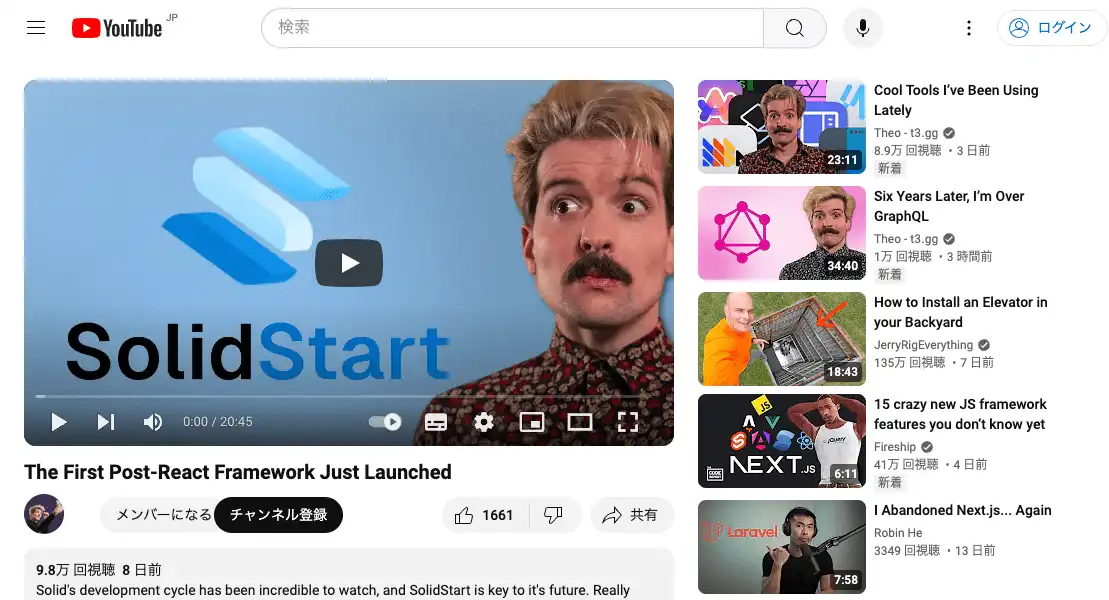 YouTube JP
検索
ログイン
SolidStart
0:00 / 20:45
The First Post-React Framework Just Launched
メンバーになる
チャンネル登録
1661
共有
9.8万 回視聴 8 日前
Solid's development cycle has been incredible to watch, and SolidStart is key to it's future. Really
23:11
Cool Tools I've Been Using
Lately
Theo - t3.gg
8.9万 回視聴 ・3 日前
新着
34:40
Six Years Later, I'm Over
GraphQL
Theo - t3.gg
1万 回視聴 ・3 時間前
新着
18:43
How to Install an Elevator in
your Backyard
JerryRigEverything
135万 回視聴 ・7 日前
JS
jQUERY
NEXT.JS
CODE
6:11
15 crazy new JS framework
features you don't know yet
Fireship
41万 回視聴 ・4 日前
新着
Laravel
7:58
I Abandoned Next.js... Again
Robin He
3349 回視聴 ・13 日前